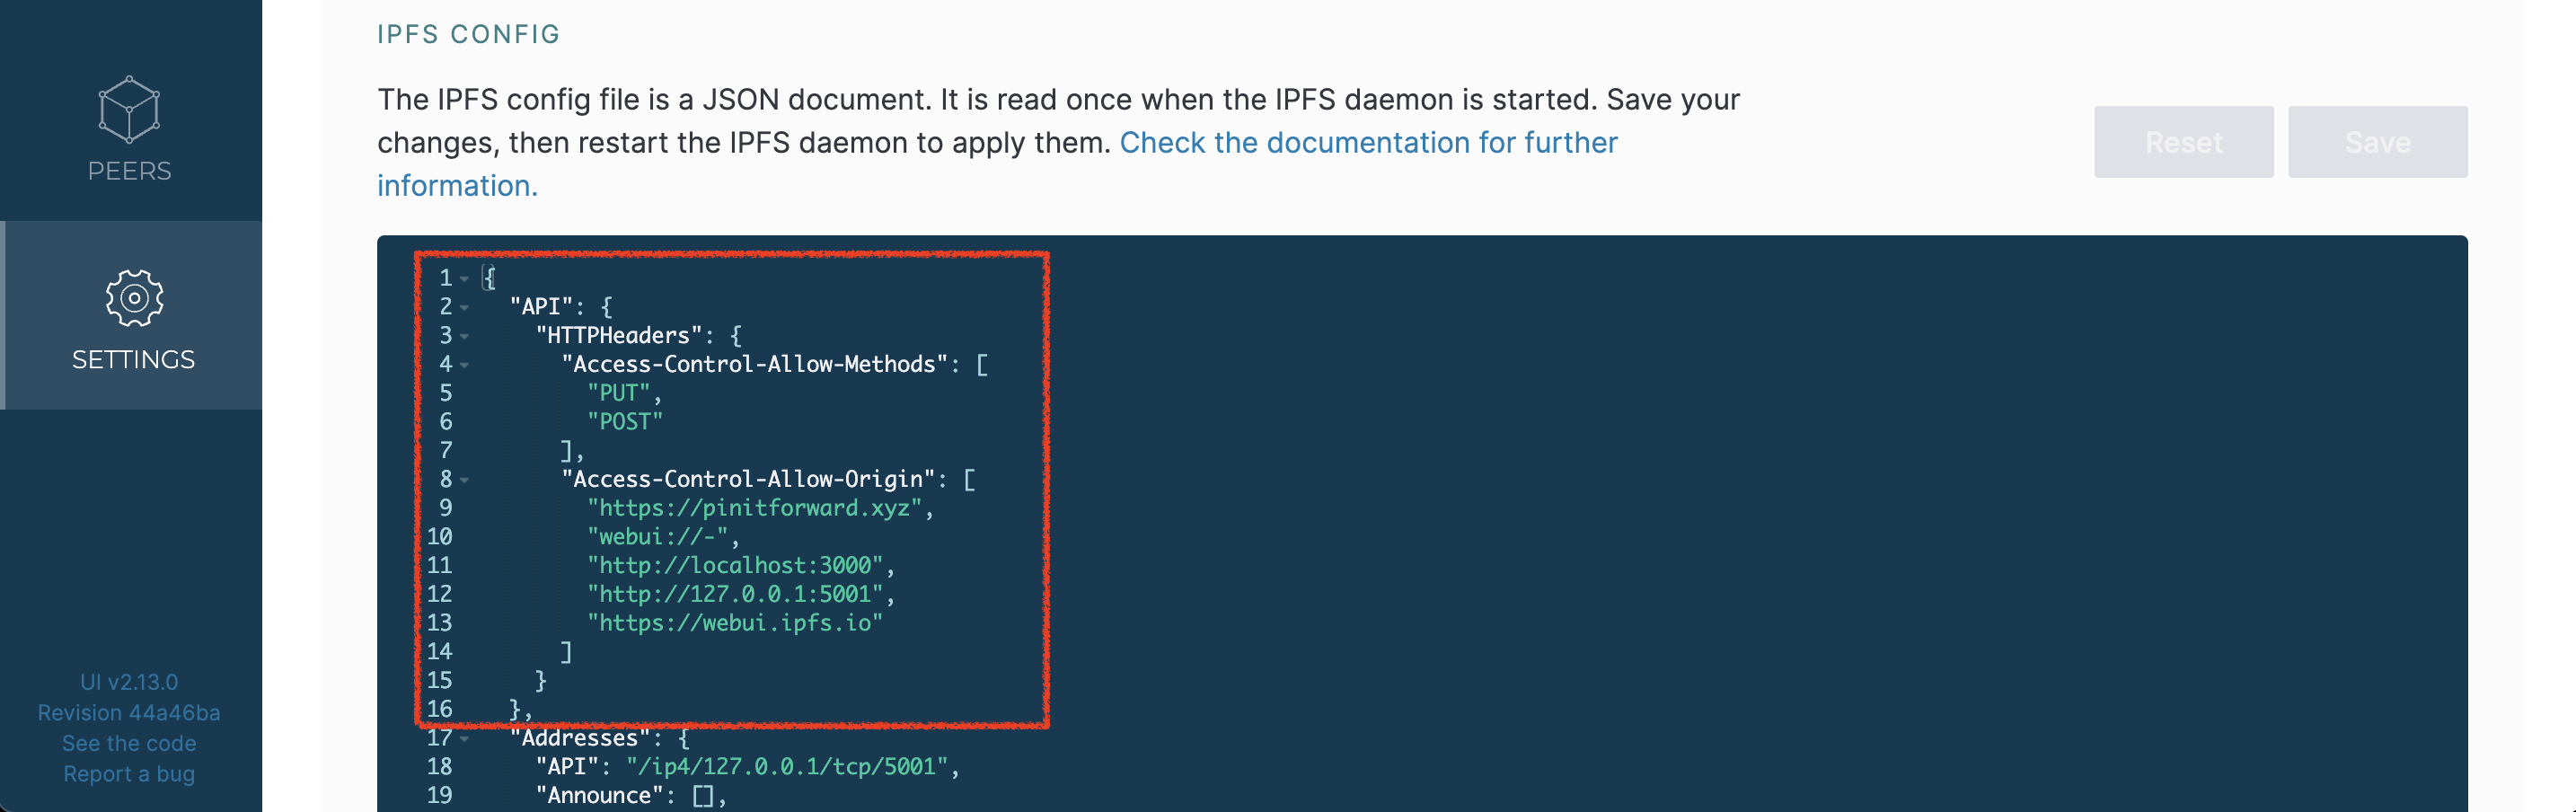 PEERS
SETTINGS
UI v2.13.0
Revision 44a46ba
See the code
Report a bug
IPFS CONFIG
The IPFS config file is a JSON document. It is read once when the IPFS daemon is started. Save your
changes, then restart the IPFS daemon to apply them. Check the documentation for further
information.
Reset
Save
1 {
2 "API": {
3 "HTTPHeaders": {
4 "Access-Control-Allow-Methods": [
5 "PUT",
6 "POST"
7 ],
8 "Access-Control-Allow-Origin": [
9 "https://pinitforward.xyz",
10 "webui://-",
11 "http://localhost:3000",
12 "http://127.0.0.1:5001",
13 "https://webui.ipfs.io"
14 ]
15 }
16 },
17 "Addresses": {
18 "API": "/ip4/127.0.0.1/tcp/5001",
19 "Announce": [],